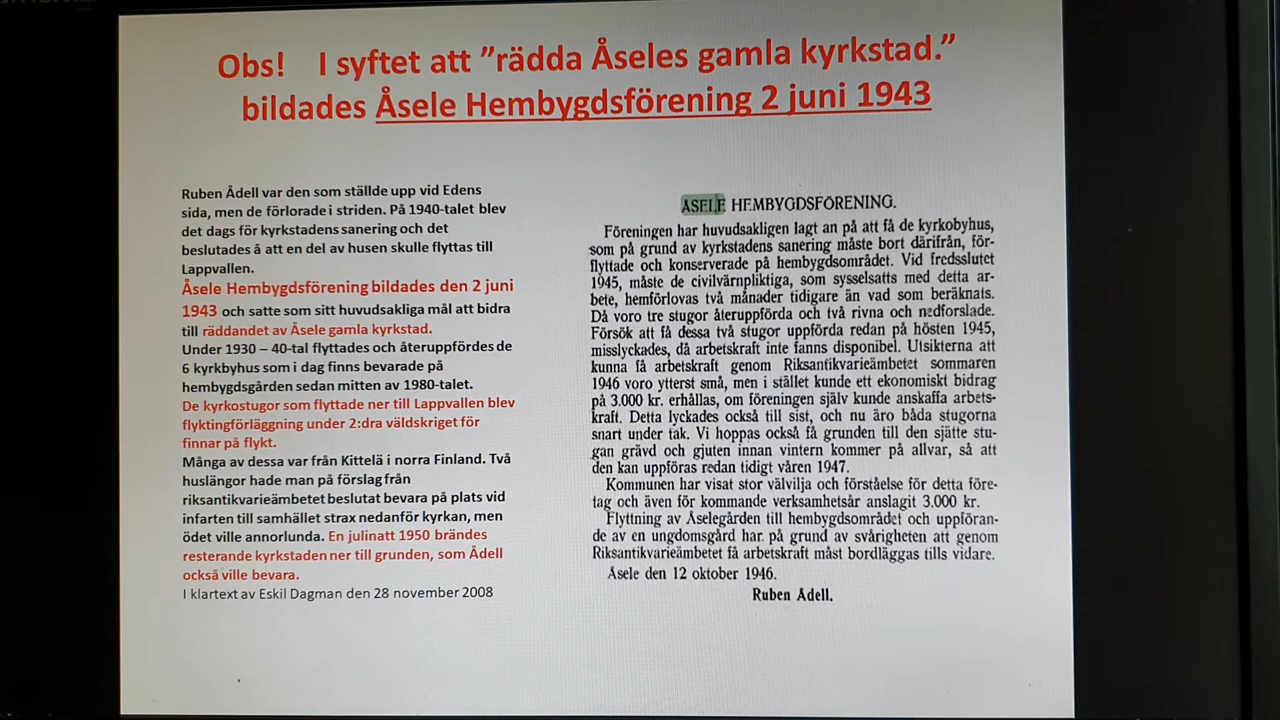 Obs! I syftet att ”rädda Åseles gamla kyrkstad.”
bildades Åsele Hembygdsförening 2 juni 1943
Ruben Ådell var den som ställde upp vid Edens
sida, men de förlorade i striden. På 1940-talet blev
det dags för kyrkstadens sanering och det
beslutades å att en del av husen skulle flyttas till
Lappvallen.
Åsele Hembygdsförening bildades den 2 juni
1943 och satte som sitt huvudsakliga mål att bidra
till räddandet av Åsele gamla kyrkstad.
Under 1930 – 40-tal flyttades och återuppfördes de
6 kyrkbyhus som i dag finns bevarade på
hembygdsgården sedan mitten av 1980-talet.
De kyrkostugor som flyttade ner till Lappvallen blev
flyktingförläggning under 2:dra väldskriget för
finnar på flykt.
Många av dessa var från Kittelä i norra Finland. Två
huslängor hade man på förslag från
riksantikvarieämbetet beslutat bevara på plats vid
infarten till samhället strax nedanför kyrkan, men
ödet ville annorlunda. En julinatt 1950 brändes
resterande kyrkstaden ner till grunden, som Ådell
också ville bevara.
I klartext av Eskil Dagman den 28 november 2008
ÅSELE HEMBYGDSFÖRENING.
Föreningen har huvudsakligen lagt an på att få de kyrkobyhus,
som på grund av kyrkstadens sanering måste bort därifrån, för-
flyttade och konserverade på hembygdsområdet. Vid fredsslutet
1945, måste de civilvärnpliktiga, som sysselsatts med detta ar-
bete, hemförlovas två månader tidigare än vad som beräknats.
Då voro tre stugor återuppförda och två rivna och nedforslade.
Försök att få dessa två stugor uppförda redan på hösten 1945,
misslyckades, då arbetskraft inte fanns disponibel. Utsikterna att
kunna få arbetskraft genom Riksantikvarieämbetet sommaren
1946 voro ytterst små, men i stället kunde ett ekonomiskt bidrag
på 3.000 kr. erhållas, om föreningen själv kunde anskaffa arbets-
kraft. Detta lyckades också till sist, och nu äro båda stugorna
snart under tak. Vi hoppas också få grunden till den sjätte stu-
gan grävd och gjuten innan vintern kommer på allvar, så att
den kan uppföras redan tidigt våren 1947.
Kommunen har visat stor välvilja och förståelse för detta före-
tag och även för kommande verksamhetsår anslagit 3.000 kr.
Flyttning av Åselegården till hembygdsområdet och uppföran-
de av en ungdomsgård har på grund av svårigheten att genom
Riksantikvarieämbetet få arbetskraft måst bordläggas tills vidare.
Åsele den 12 oktober 1946.
Ruben Ådell.